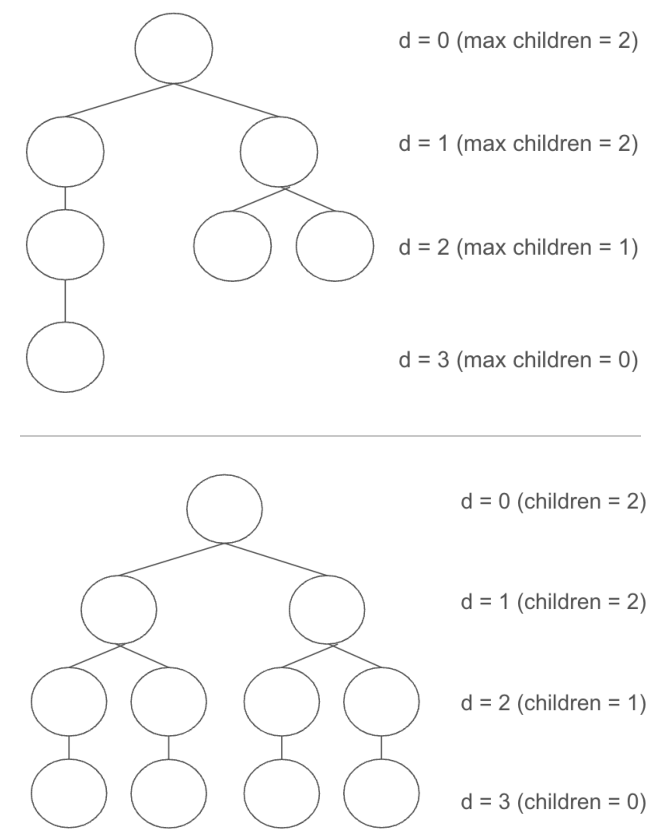 d = 0 (max children = 2)
d = 1 (max children = 2)
d = 2 (max children = 1)
d = 3 (max children = 0)
d = 0 (children = 2)
d = 1 (children = 2)
d = 2 (children = 1)
d = 3 (children = 0)